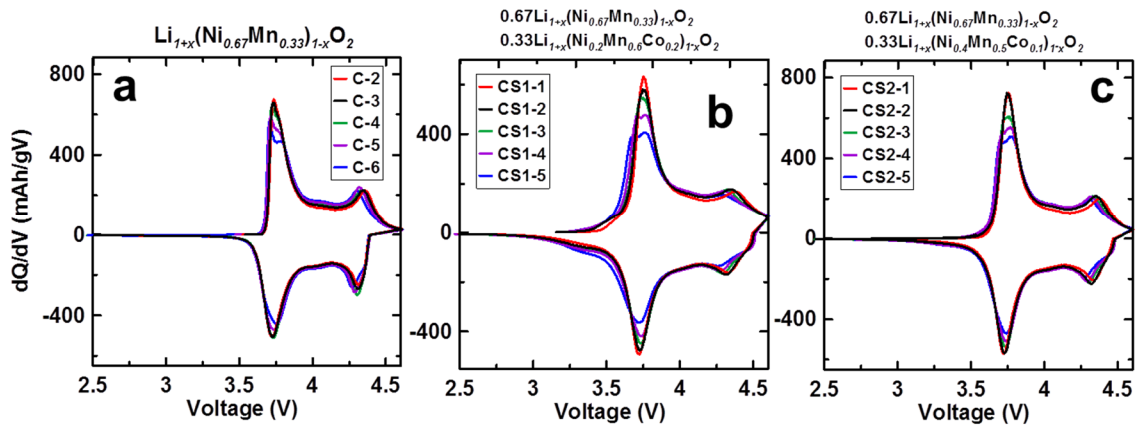 Li1+x(Ni0.67Mn0.33)1-xO2
a
C-2
C-3
C-4
C-5
C-6
800
400
0
-400
dQ/dV (mAh/gV)
2.5 3 3.5 4 4.5
Voltage (V)
0.67Li1+x(Ni0.67Mn0.33)1-xO2
0.33Li1+x(Ni0.2Mn0.6Co0.2)1-xO2
b
CS1-1
CS1-2
CS1-3
CS1-4
CS1-5
400
0
-400
2.5 3 3.5 4 4.5
Voltage (V)
0.67Li1+x(Ni0.67Mn0.33)1-xO2
0.33Li1+x(Ni0.4Mn0.5Co0.1)1-xO2
c
CS2-1
CS2-2
CS2-3
CS2-4
CS2-5
800
400
0
-400
2.5 3 3.5 4 4.5
Voltage (V)